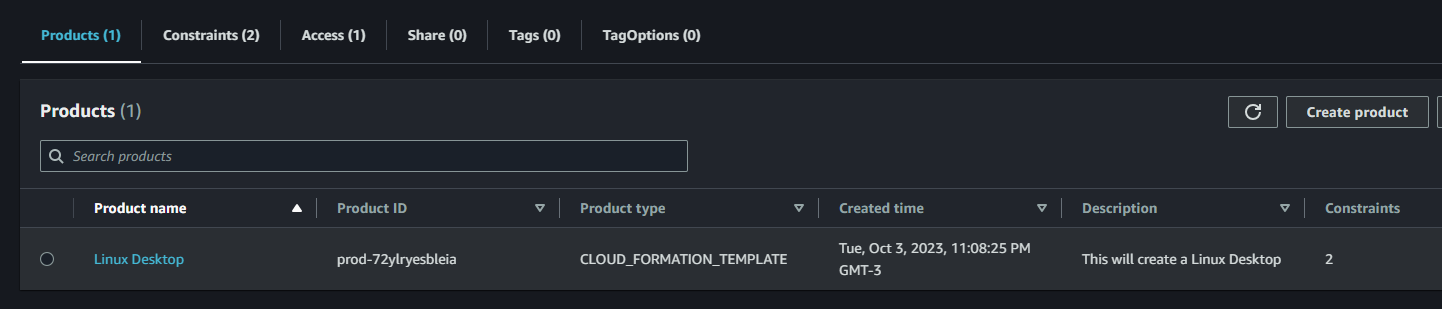 Products (1) Constraints (2) Access (1) Share (0) Tags (0) TagOptions (0)
Products (1)
Create product
Search products
Product name Product ID Product type Created time Description Constraints
Linux Desktop prod-72ylryesbleia CLOUD_FORMATION_TEMPLATE Tue, Oct 3, 2023, 11:08:25 PM This will create a Linux Desktop 2
GMT-3